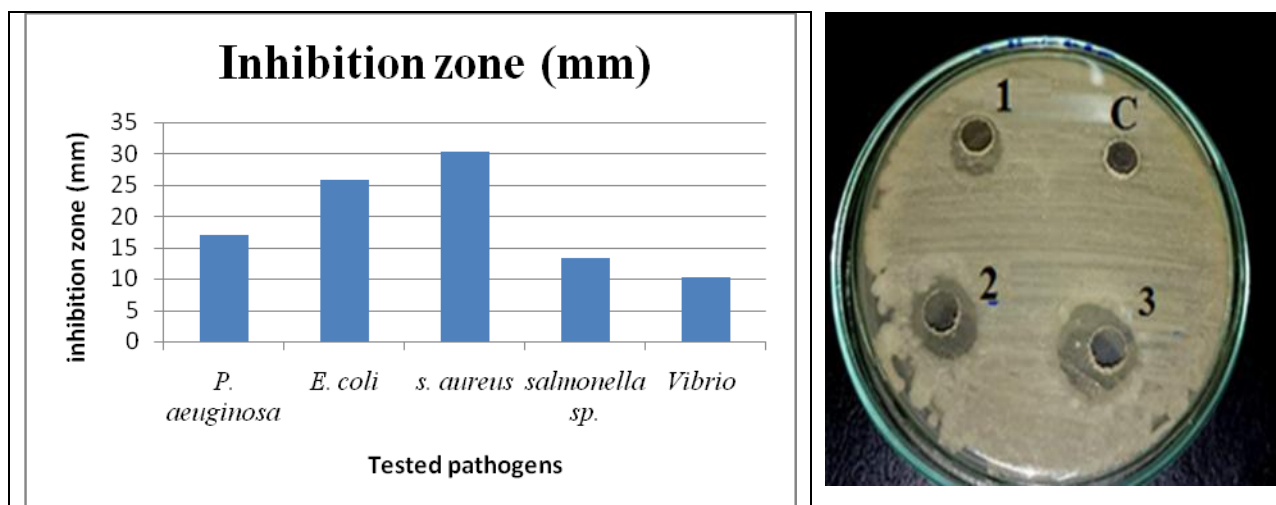 Inhibition zone (mm)
inhibition zone (mm)
35
30
25
20
15
10
5
0
P. aeuginosa
E. coli
s. aureus
salmonella sp.
Vibrio
Tested pathogens
1
C
2
3